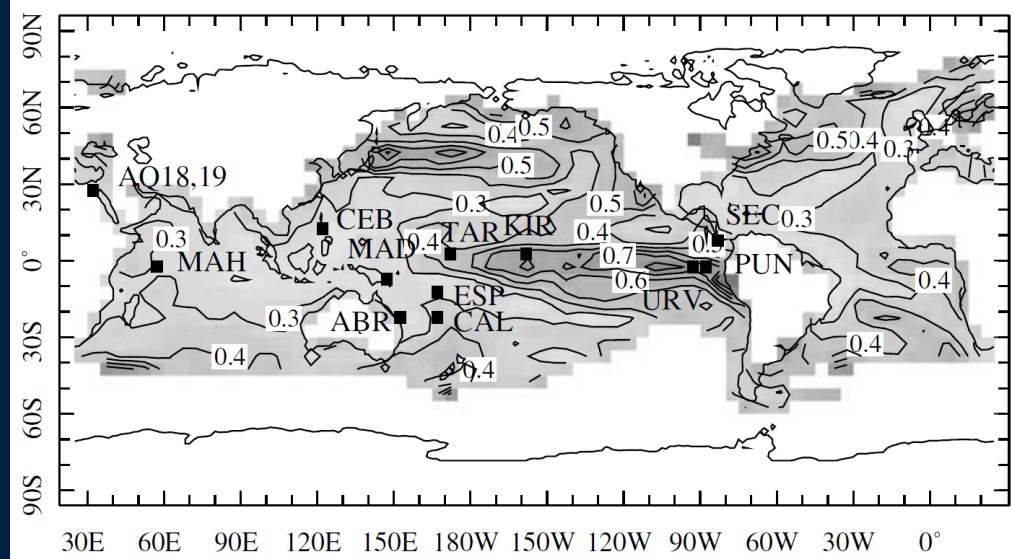 90N
60N
0.4 0.5 0.50.4 0.4
0.3
0.5
30N AO18,19
0.3 0.5 SEC 0.3
CEB 0.4
0.3 MAD 0.4 TAR KIR
0° MAH 0.7 PUN
0.6 0.4
ESP URV
0.3 ABR CAL
30S 0.4 0.4
0.4
60S
90S
30E 60E 90E 120E 150E 180W 150W 120W 90W 60W 30W 0°